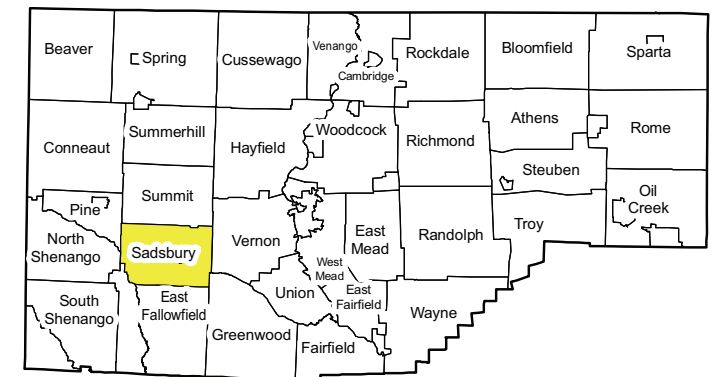 Beaver
Spring
Cussewago
Venango
Cambridge
Rockdale
Bloomfield
Sparta
Conneaut
Summerhill
Hayfield
Woodcock
Richmond
Athens
Rome
Steuben
Summit
Pine
Oil
Creek
North
Shenango
Sadsbury
Vernon
East
Mead
Randolph
Troy
West
Mead
South
Shenango
East
Fallowfield
Union
East
Fairfield
Wayne
Greenwood
Fairfield